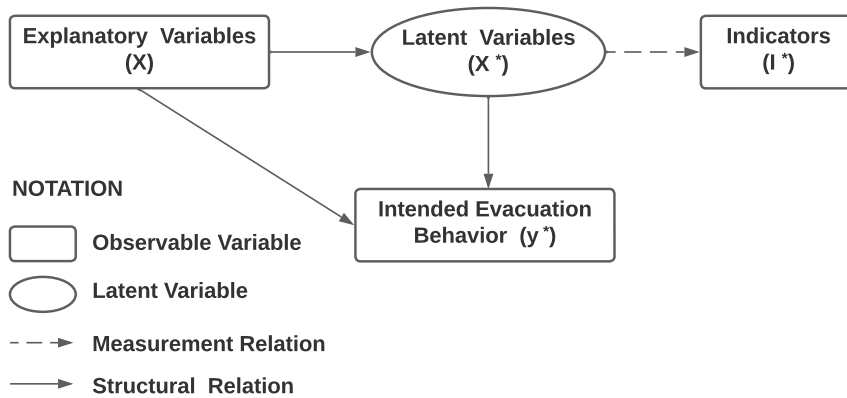 Explanatory Variables
(X)
Latent Variables
(X *)
Indicators
(I *)
Intended Evacuation
Behavior (y *)
NOTATION
Observable Variable
Latent Variable
Measurement Relation
Structural Relation